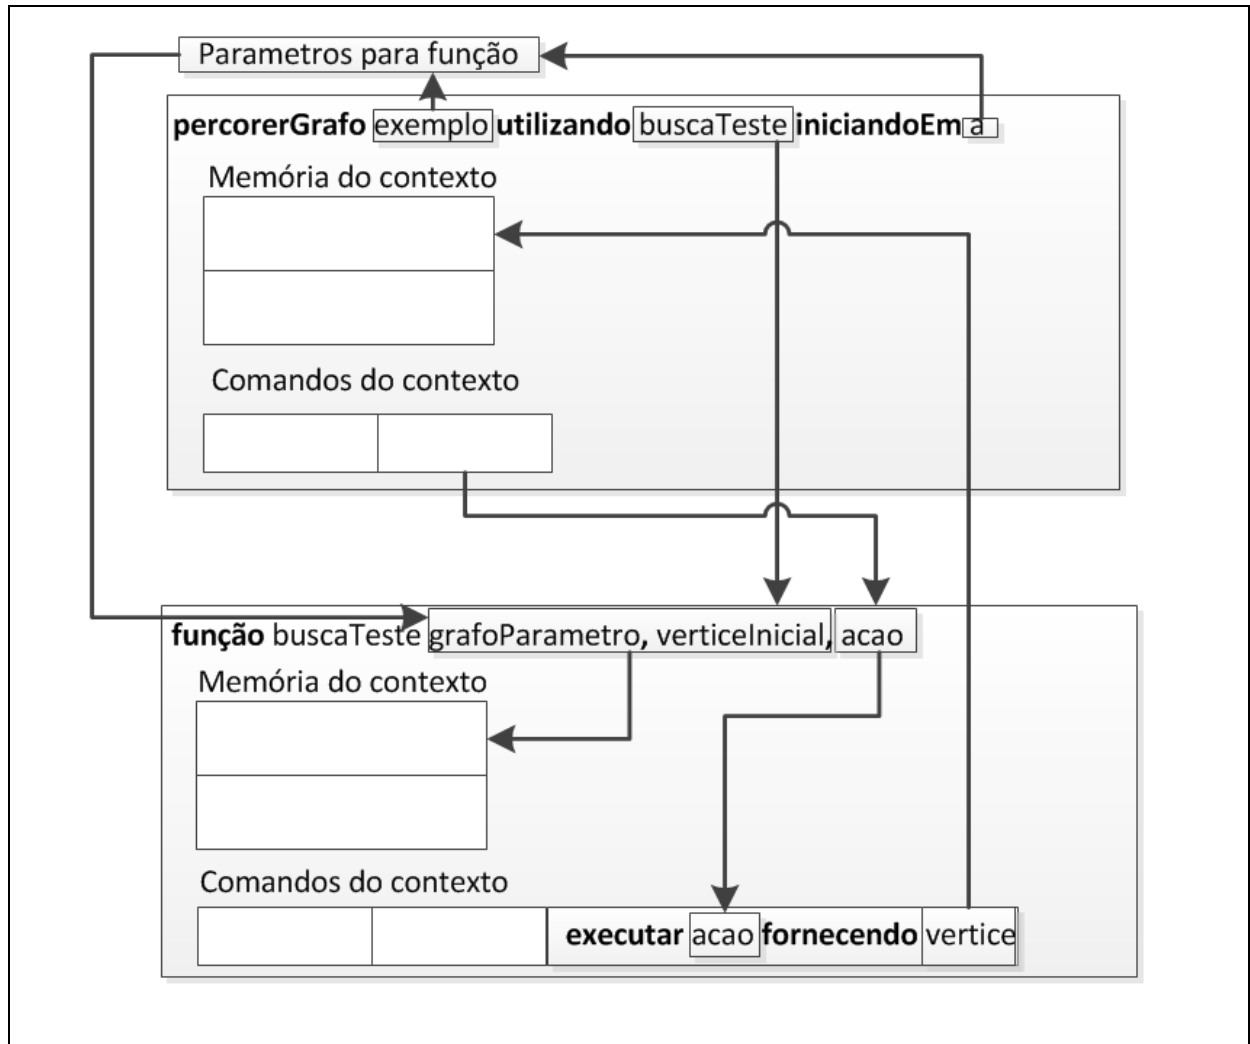 Parametros para função
percorerGrafo exemplo utilizando buscaTeste iniciandoEm a
Memória do contexto
Comandos do contexto
função buscaTeste grafoParametro, verticeInicial, acao
Memória do contexto
Comandos do contexto
executar acao fornecendo vertice